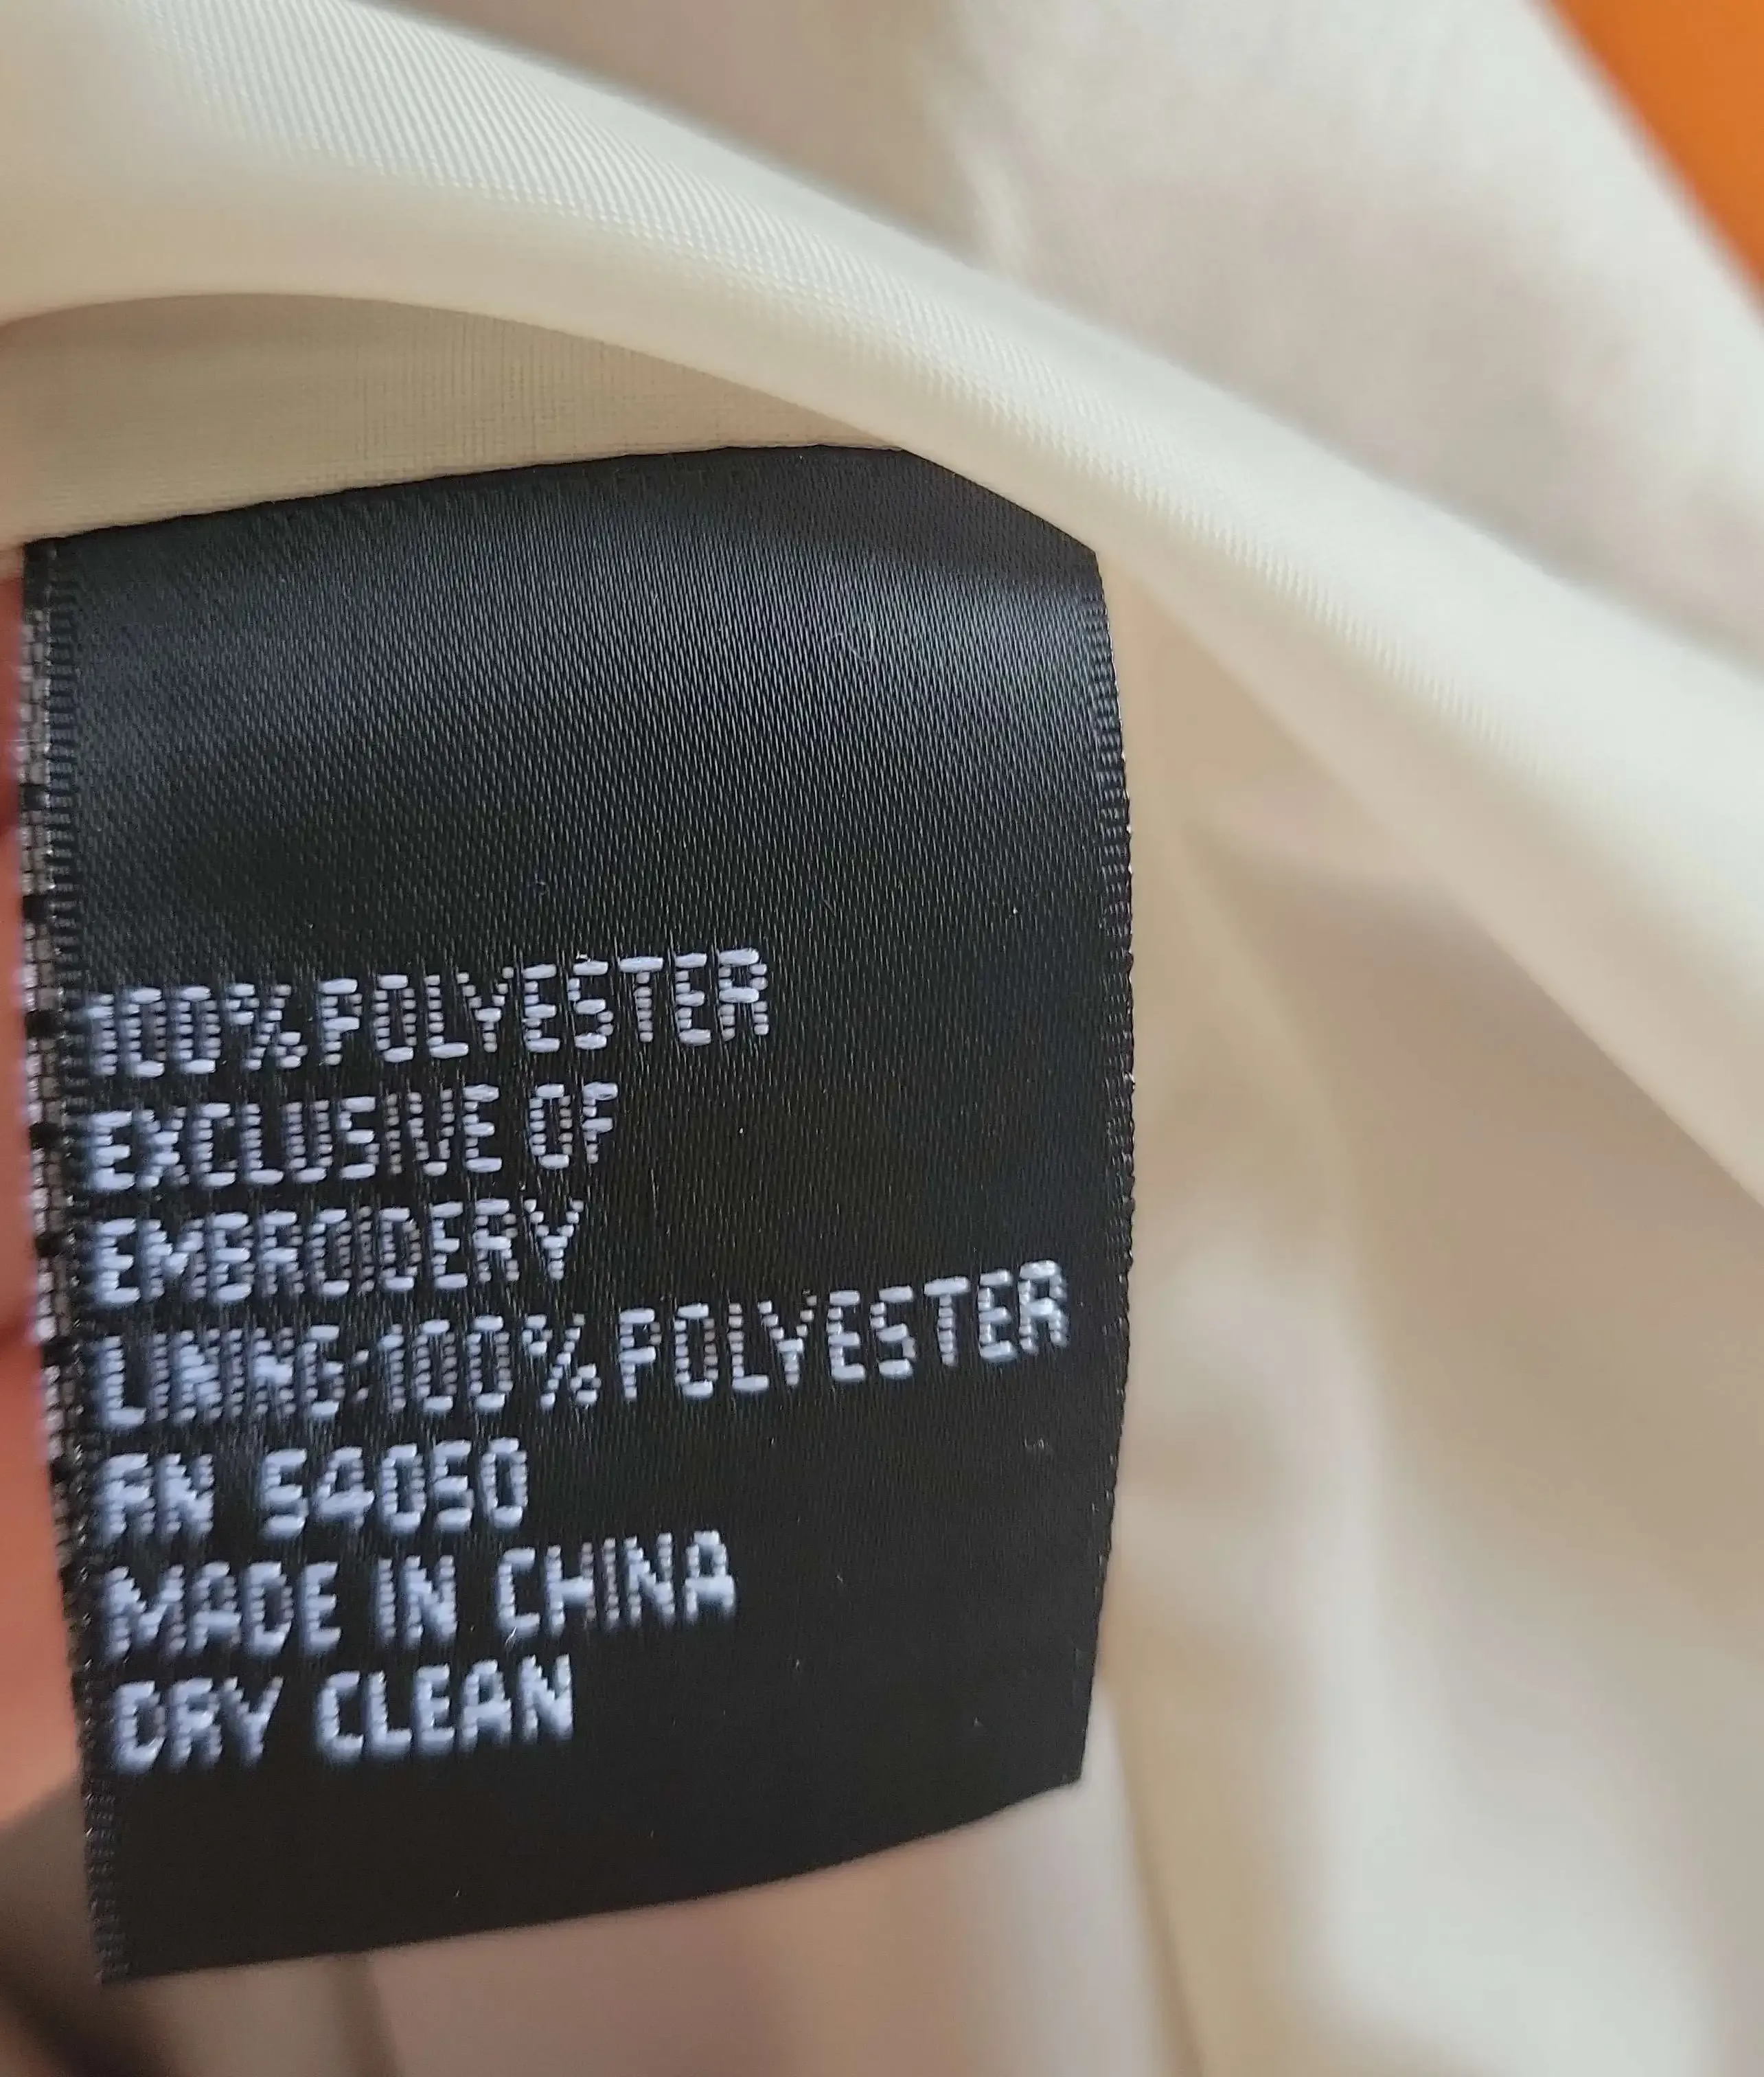 100% POLYESTER
EXCLUSIVE OF
EMBROIDERY
LINING:100% POLYESTER
RN 54050
MADE IN CHINA
DRY CLEAN